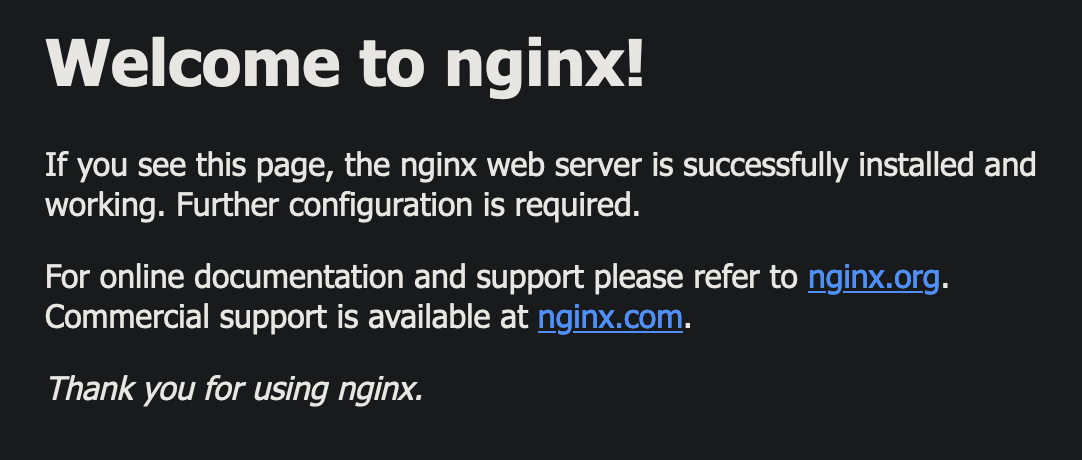 Welcome to nginx!
If you see this page, the nginx web server is successfully installed and
working. Further configuration is required.
For online documentation and support please refer to nginx.org.
Commercial support is available at nginx.com.
Thank you for using nginx.